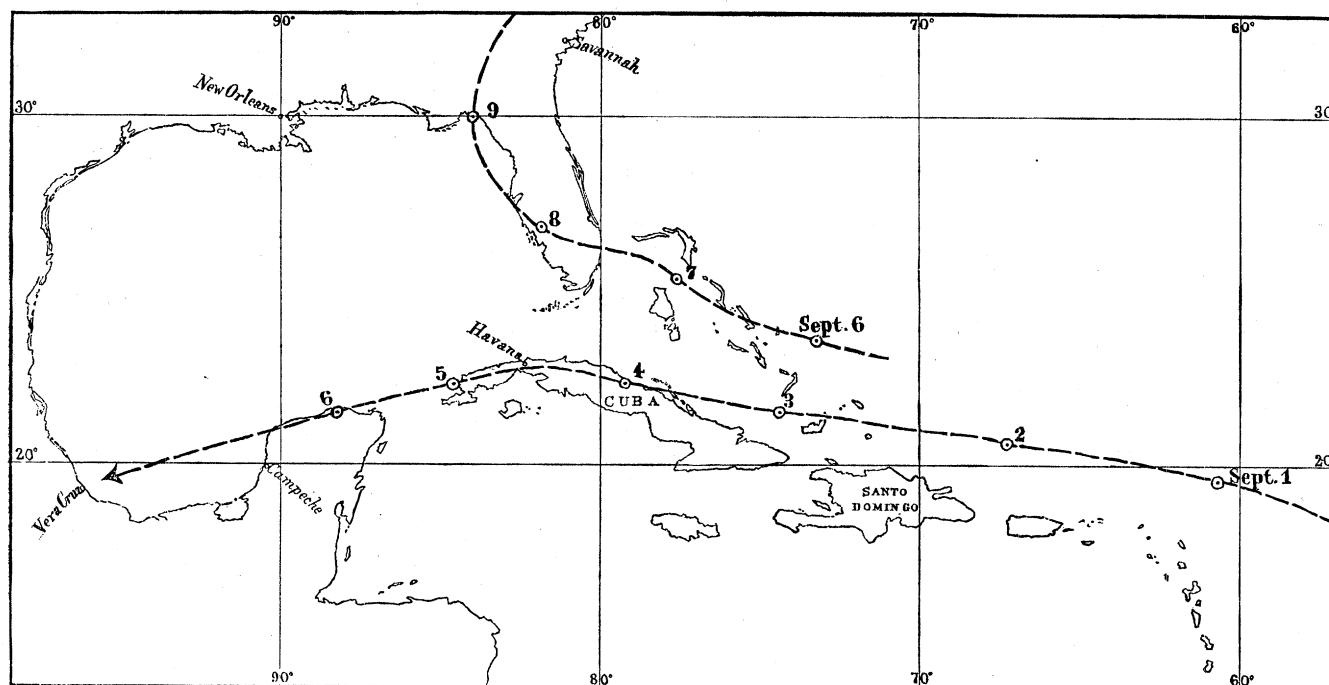 90°
80°
70°
60°
Savannah
New Orleans
30°
9
30
8
7
Sept. 6
Havana
5
4
CUBA
6
3
2
20°
20
Sept. 1
Campeche
Vera Cruz
SANTO
DOMINGO
90°
80°
70°
60°